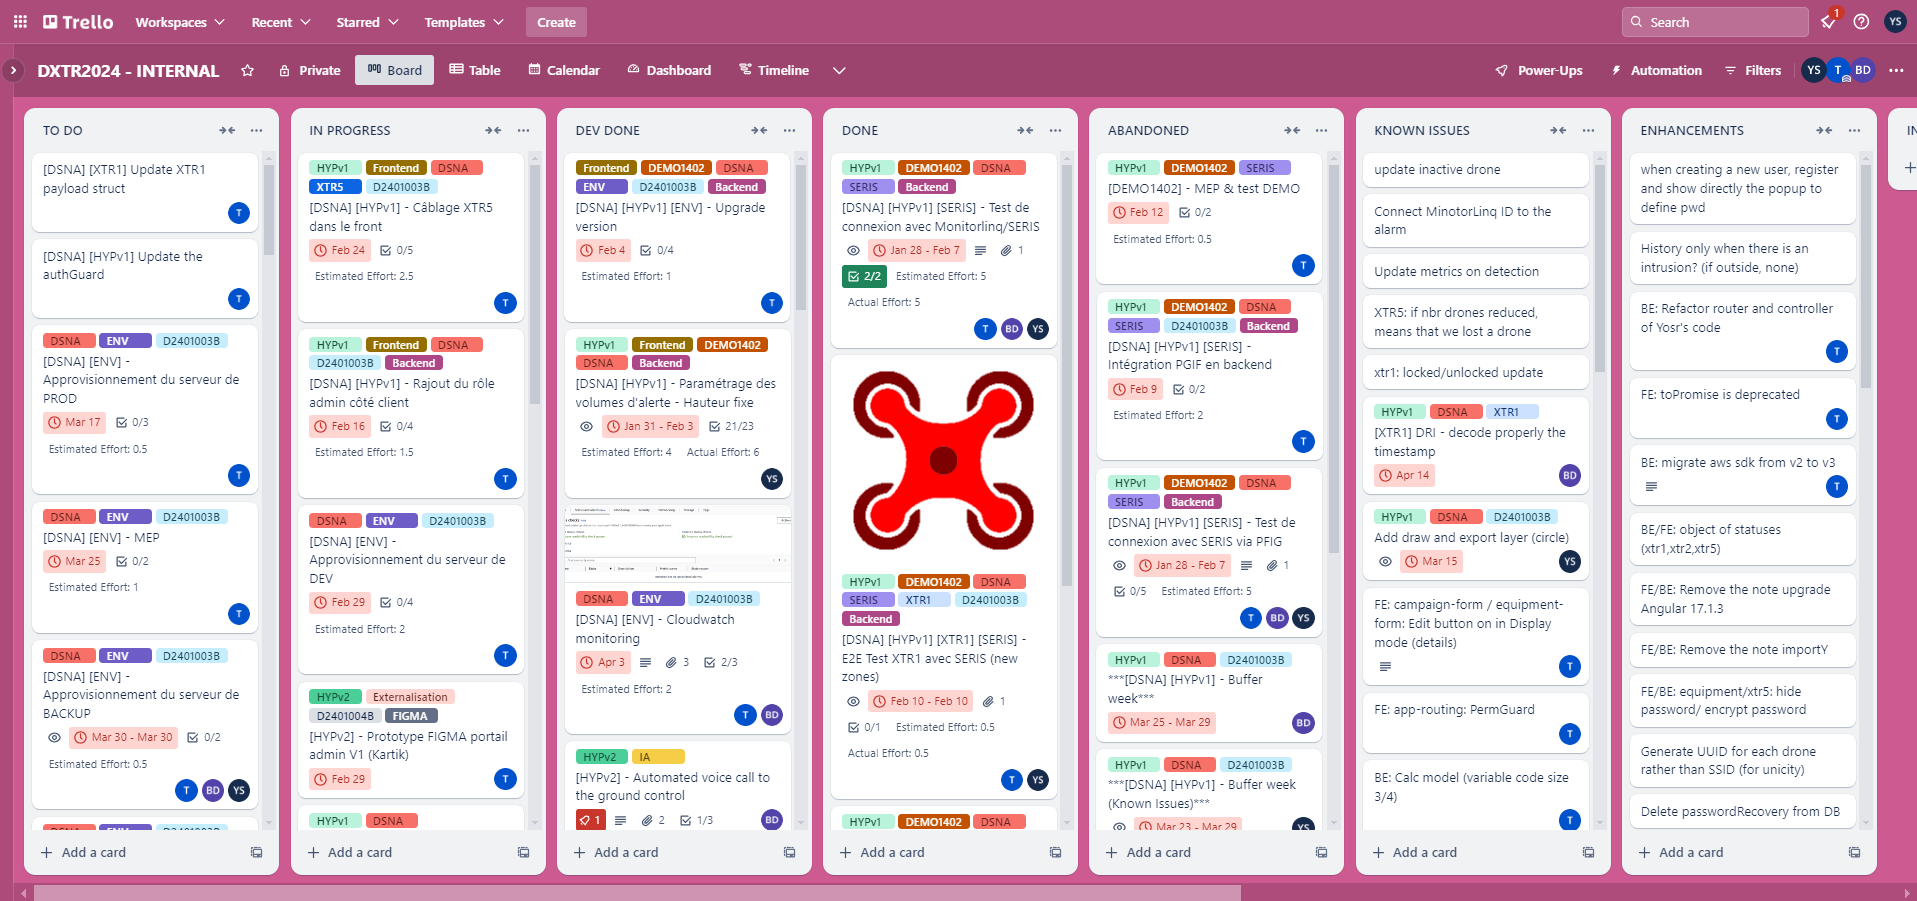 Trello
Workspaces
Recent
Starred
Templates
Create
Search
1
YS
DXTR2024 - INTERNAL
Private
Board
Table
Calendar
Dashboard
Timeline
Power-Ups
Automation
Filters
YS
T
BD
TO DO
[DSNA] [XTR1] Update XTR1
payload struct
T
[DSNA] [HYPv1] Update the
authGuard
T
DSNA ENV D2401003B
[DSNA] [ENV] -
Approvisionnement du serveur de
PROD
Mar 17 0/3
Estimated Effort: 0.5
T
DSNA ENV D2401003B
[DSNA] [ENV] - MEP
Mar 25 0/2
Estimated Effort: 1
T
DSNA ENV D2401003B
[DSNA] [ENV] -
Approvisionnement du serveur de
BACKUP
Mar 30 - Mar 30 0/2
Estimated Effort: 0.5
T BD YS
DSNA ENV D2401003B
Add a card
IN PROGRESS
HYPv1 Frontend DSNA
XTR5 D2401003B
[DSNA] [HYPv1] - Câblage XTR5
dans le front
Feb 24 0/5
Estimated Effort: 2.5
T
HYPv1 Frontend DSNA
D2401003B Backend
[DSNA] [HYPv1] - Rajout du rôle
admin côté client
Feb 16 0/4
Estimated Effort: 1.5
T
DSNA ENV D2401003B
[DSNA] [ENV] -
Approvisionnement du serveur de
DEV
Feb 29 0/4
Estimated Effort: 2
T
HYPv2 Externalisation
D2401004B FIGMA
[HYPv2] - Prototype FIGMA portail
admin V1 (Kartik)
Feb 29
T
HYPv1 DSNA
Add a card
DEV DONE
Frontend DEMO1402 DSNA
ENV D2401003B Backend
[DSNA] [HYPv1] [ENV] - Upgrade
version
Feb 4 0/4
Estimated Effort: 1
T
HYPv1 Frontend DEMO1402
DSNA Backend
[DSNA] [HYPv1] - Paramétrage des
volumes d'alerte - Hauteur fixe
Jan 31 - Feb 3 21/23
Estimated Effort: 4 Actual Effort: 6
YS
DSNA ENV D2401003B
[DSNA] [ENV] - Cloudwatch
monitoring
Apr 3 3 2/3
Estimated Effort: 2
T BD
HYPv2 IA
[HYPv2] - Automated voice call to
the ground control
1 2 1/3
BD
Add a card
DONE
HYPv1 DEMO1402 DSNA
SERIS Backend
[DSNA] [HYPv1] [SERIS] - Test de
connexion avec Monitorlinq/SERIS
Jan 28 - Feb 7 1
2/2 Estimated Effort: 5
Actual Effort: 5
T BD YS
HYPv1 DEMO1402 DSNA
SERIS XTR1 D2401003B
Backend
[DSNA] [HYPv1] [XTR1] [SERIS] -
E2E Test XTR1 avec SERIS (new
zones)
Feb 10 - Feb 10 1
0/1 Estimated Effort: 0.5
Actual Effort: 0.5
T YS
HYPv1 DEMO1402 DSNA
Add a card
ABANDONED
HYPv1 DEMO1402 SERIS
[DEMO1402] - MEP & test DEMO
Feb 12 0/2
Estimated Effort: 0.5
T
HYPv1 DEMO1402 DSNA
SERIS D2401003B Backend
[DSNA] [HYPv1] [SERIS] -
Intégration PGIF en backend
Feb 9 0/2
Estimated Effort: 2
T
HYPv1 DEMO1402 DSNA
SERIS Backend
[DSNA] [HYPv1] [SERIS] - Test de
connexion avec SERIS via PFIG
Jan 28 - Feb 7 1
0/5 Estimated Effort: 5
T BD YS
HYPv1 DSNA D2401003B
***[DSNA] [HYPv1] - Buffer
week***
Mar 25 - Mar 29
BD
HYPv1 DSNA D2401003B
***[DSNA] [HYPv1] - Buffer week
(Known Issues)***
Mar 23 - Mar 29
YS
Add a card
KNOWN ISSUES
update inactive drone
Connect MinotorLinq ID to the
alarm
Update metrics on detection
XTR5: if nbr drones reduced,
means that we lost a drone
xtr1: locked/unlocked update
HYPv1 DSNA XTR1
[XTR1] DRI - decode properly the
timestamp
Apr 14
BD
HYPv1 DSNA D2401003B
Add draw and export layer (circle)
Mar 15
YS
FE: campaign-form / equipment-
form: Edit button on in Display
mode (details)
T
FE: app-routing: PermGuard
T
BE: Calc model (variable code size
3/4)
T
Add a card
ENHANCEMENTS
when creating a new user, register
and show directly the popup to
define pwd
History only when there is an
intrusion? (if outside, none)
BE: Refactor router and controller
of Yosr's code
T
FE: toPromise is deprecated
T
BE: migrate aws sdk from v2 to v3
T
BE/FE: object of statuses
(xtr1,xtr2,xtr5)
FE/BE: Remove the note upgrade
Angular 17.1.3
FE/BE: Remove the note importY
FE/BE: equipment/xtr5: hide
password/ encrypt password
Generate UUID for each drone
rather than SSID (for unicity)
Delete passwordRecovery from DB
Add a card